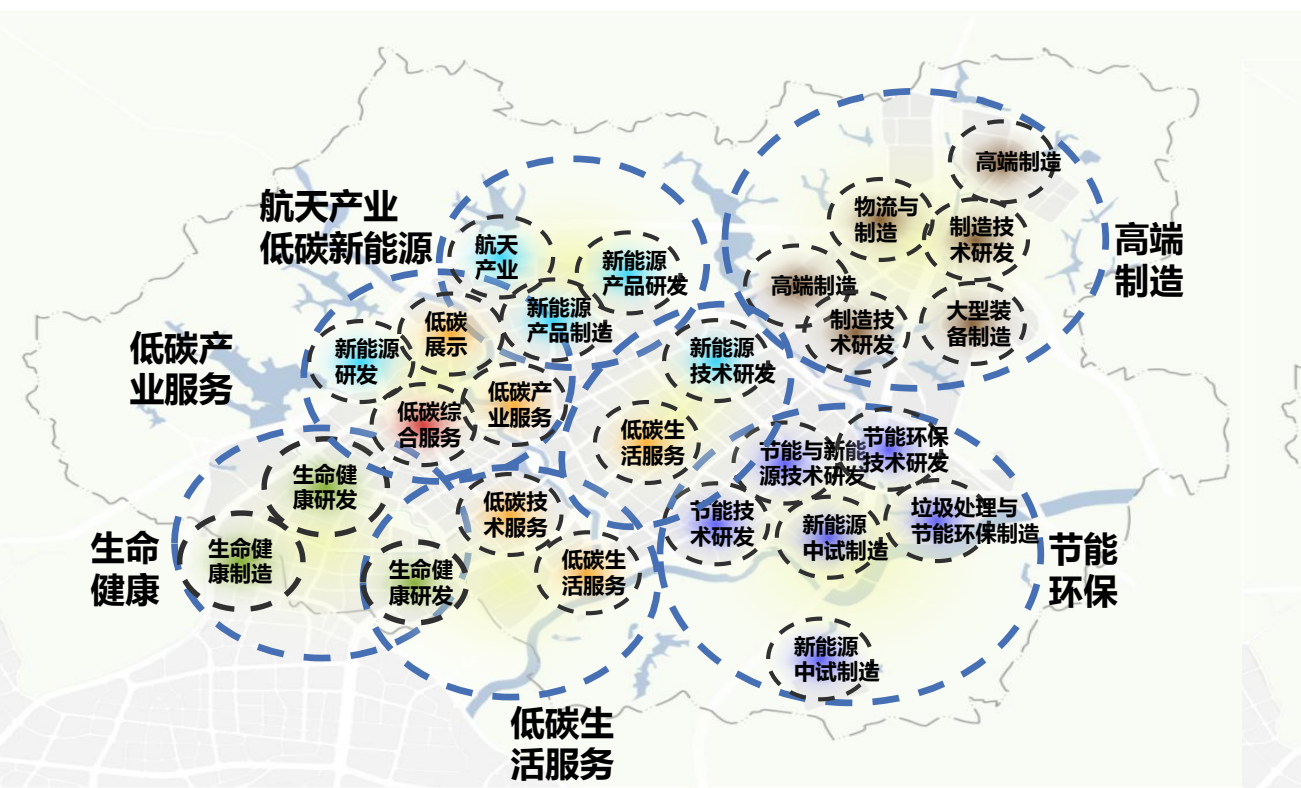 航天产业
低碳新能源
航天
产业
新能源
产品研发
新能源
产品制造
高端
制造
高端制造
物流与
制造
制造技
术研发
高端制造
制造技
术研发
大型装
备制造
低碳产
业服务
低碳
展示
新能源
研发
低碳产
业服务
低碳综
合服务
新能源
技术研发
低碳生
活服务
生命
健康
生命健
康研发
生命健
康制造
生命健
康研发
低碳技
术服务
低碳生
活服务
低碳生
活服务
节能
环保
节能与新能
源技术研发
节能环保
技术研发
节能技
术研发
新能源
中试制造
垃圾处理与
节能环保制造
新能源
中试制造